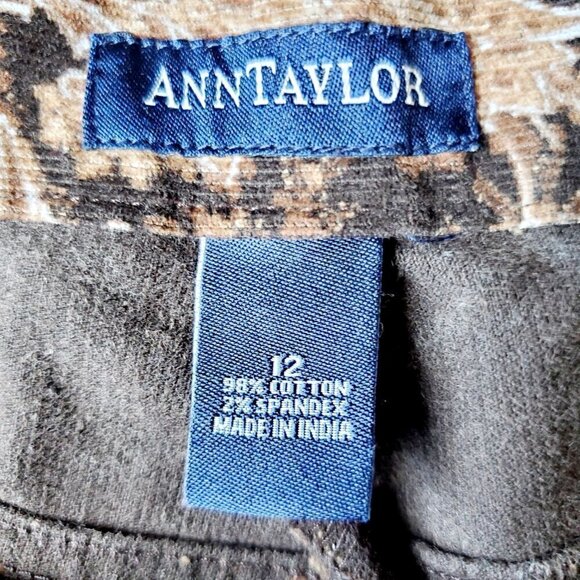 ANNTAYLOR
12
98% COTTON
2% SPANDEX
MADE IN INDIA